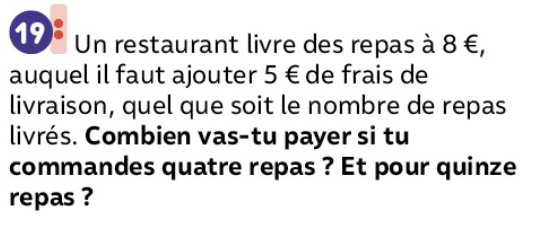 19 Un restaurant livre des repas à 8 €,
auquel il faut ajouter 5 € de frais de
livraison, quel que soit le nombre de repas
livrés. Combien vas-tu payer si tu
commandes quatre repas ? Et pour quinze
repas ?